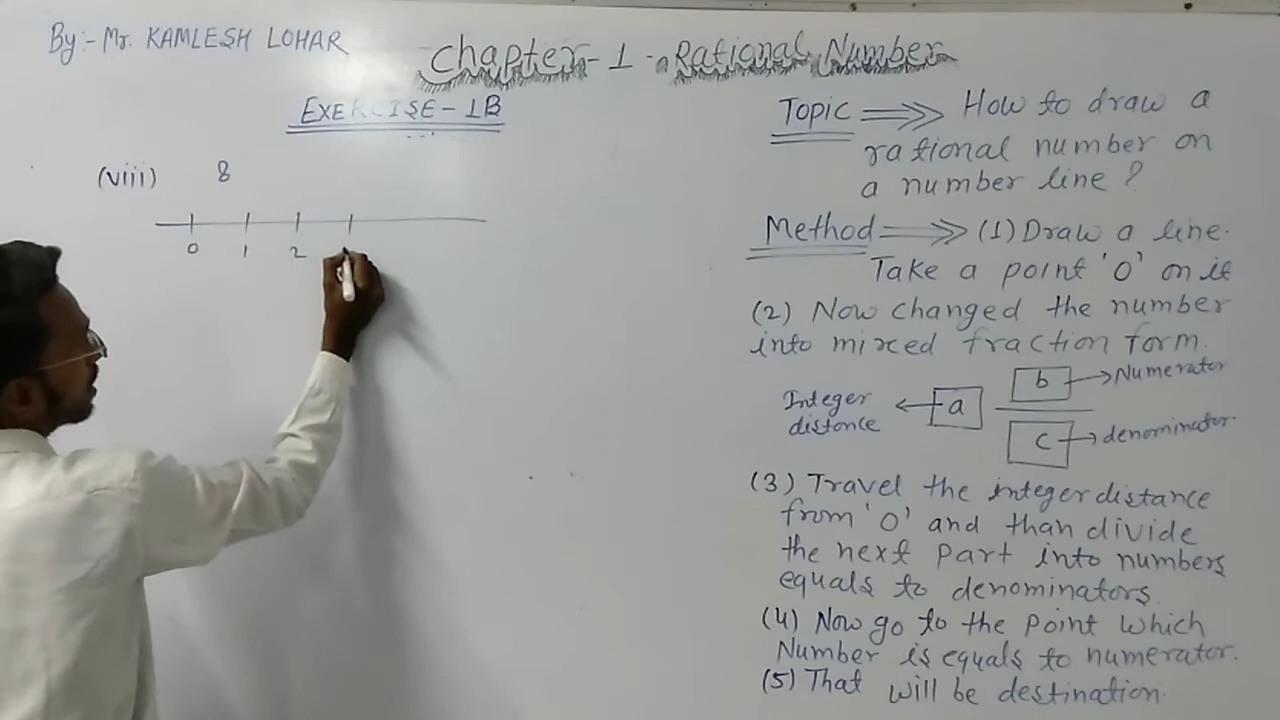 By:- Mr. KAMLESH LOHAR
Chapter-1 Rational Number
EXERCISE-1B
(viii) 8
0 1 2
Topic ⟹ How to draw a
rational number on
a number line?
Method ⟹ (1) Draw a line.
Take a point 'O' on it
(2) Now changed the number
into mixed fraction form.
Integer distance ← a b → Numerator
c → denominator.
(3) Travel the integer distance
from 'O' and than divide
the next part into numbers
equals to denominators.
(4) Now go to the point which
Number is equals to numerator.
(5) That will be destination.